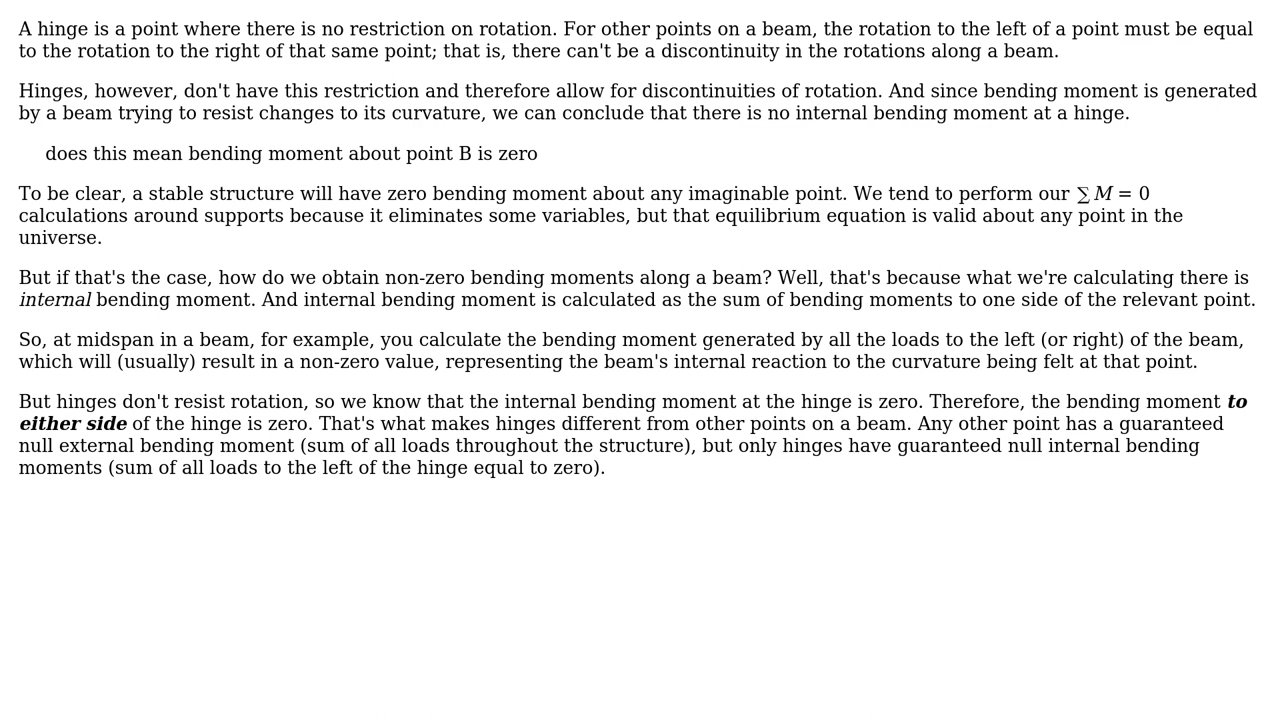 A hinge is a point where there is no restriction on rotation. For other points on a beam, the rotation to the left of a point must be equal
to the rotation to the right of that same point; that is, there can't be a discontinuity in the rotations along a beam.
Hinges, however, don't have this restriction and therefore allow for discontinuities of rotation. And since bending moment is generated
by a beam trying to resist changes to its curvature, we can conclude that there is no internal bending moment at a hinge.
does this mean bending moment about point B is zero
To be clear, a stable structure will have zero bending moment about any imaginable point. We tend to perform our ∑ M = 0
calculations around supports because it eliminates some variables, but that equilibrium equation is valid about any point in the
universe.
But if that's the case, how do we obtain non-zero bending moments along a beam? Well, that's because what we're calculating there is
internal bending moment. And internal bending moment is calculated as the sum of bending moments to one side of the relevant point.
So, at midspan in a beam, for example, you calculate the bending moment generated by all the loads to the left (or right) of the beam,
which will (usually) result in a non-zero value, representing the beam's internal reaction to the curvature being felt at that point.
But hinges don't resist rotation, so we know that the internal bending moment at the hinge is zero. Therefore, the bending moment to
either side of the hinge is zero. That's what makes hinges different from other points on a beam. Any other point has a guaranteed
null external bending moment (sum of all loads throughout the structure), but only hinges have guaranteed null internal bending
moments (sum of all loads to the left of the hinge equal to zero).